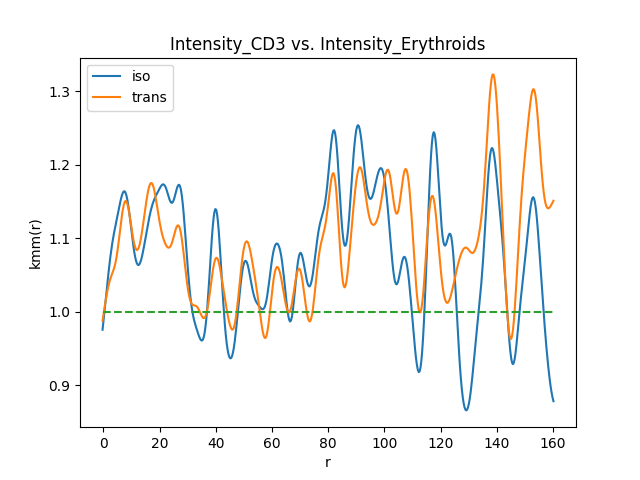 Intensity_CD3 vs. Intensity_Erythroids
iso
trans
kmm(r)
1.3
1.2
1.1
1.0
0.9
0 20 40 60 80 100 120 140 160
r